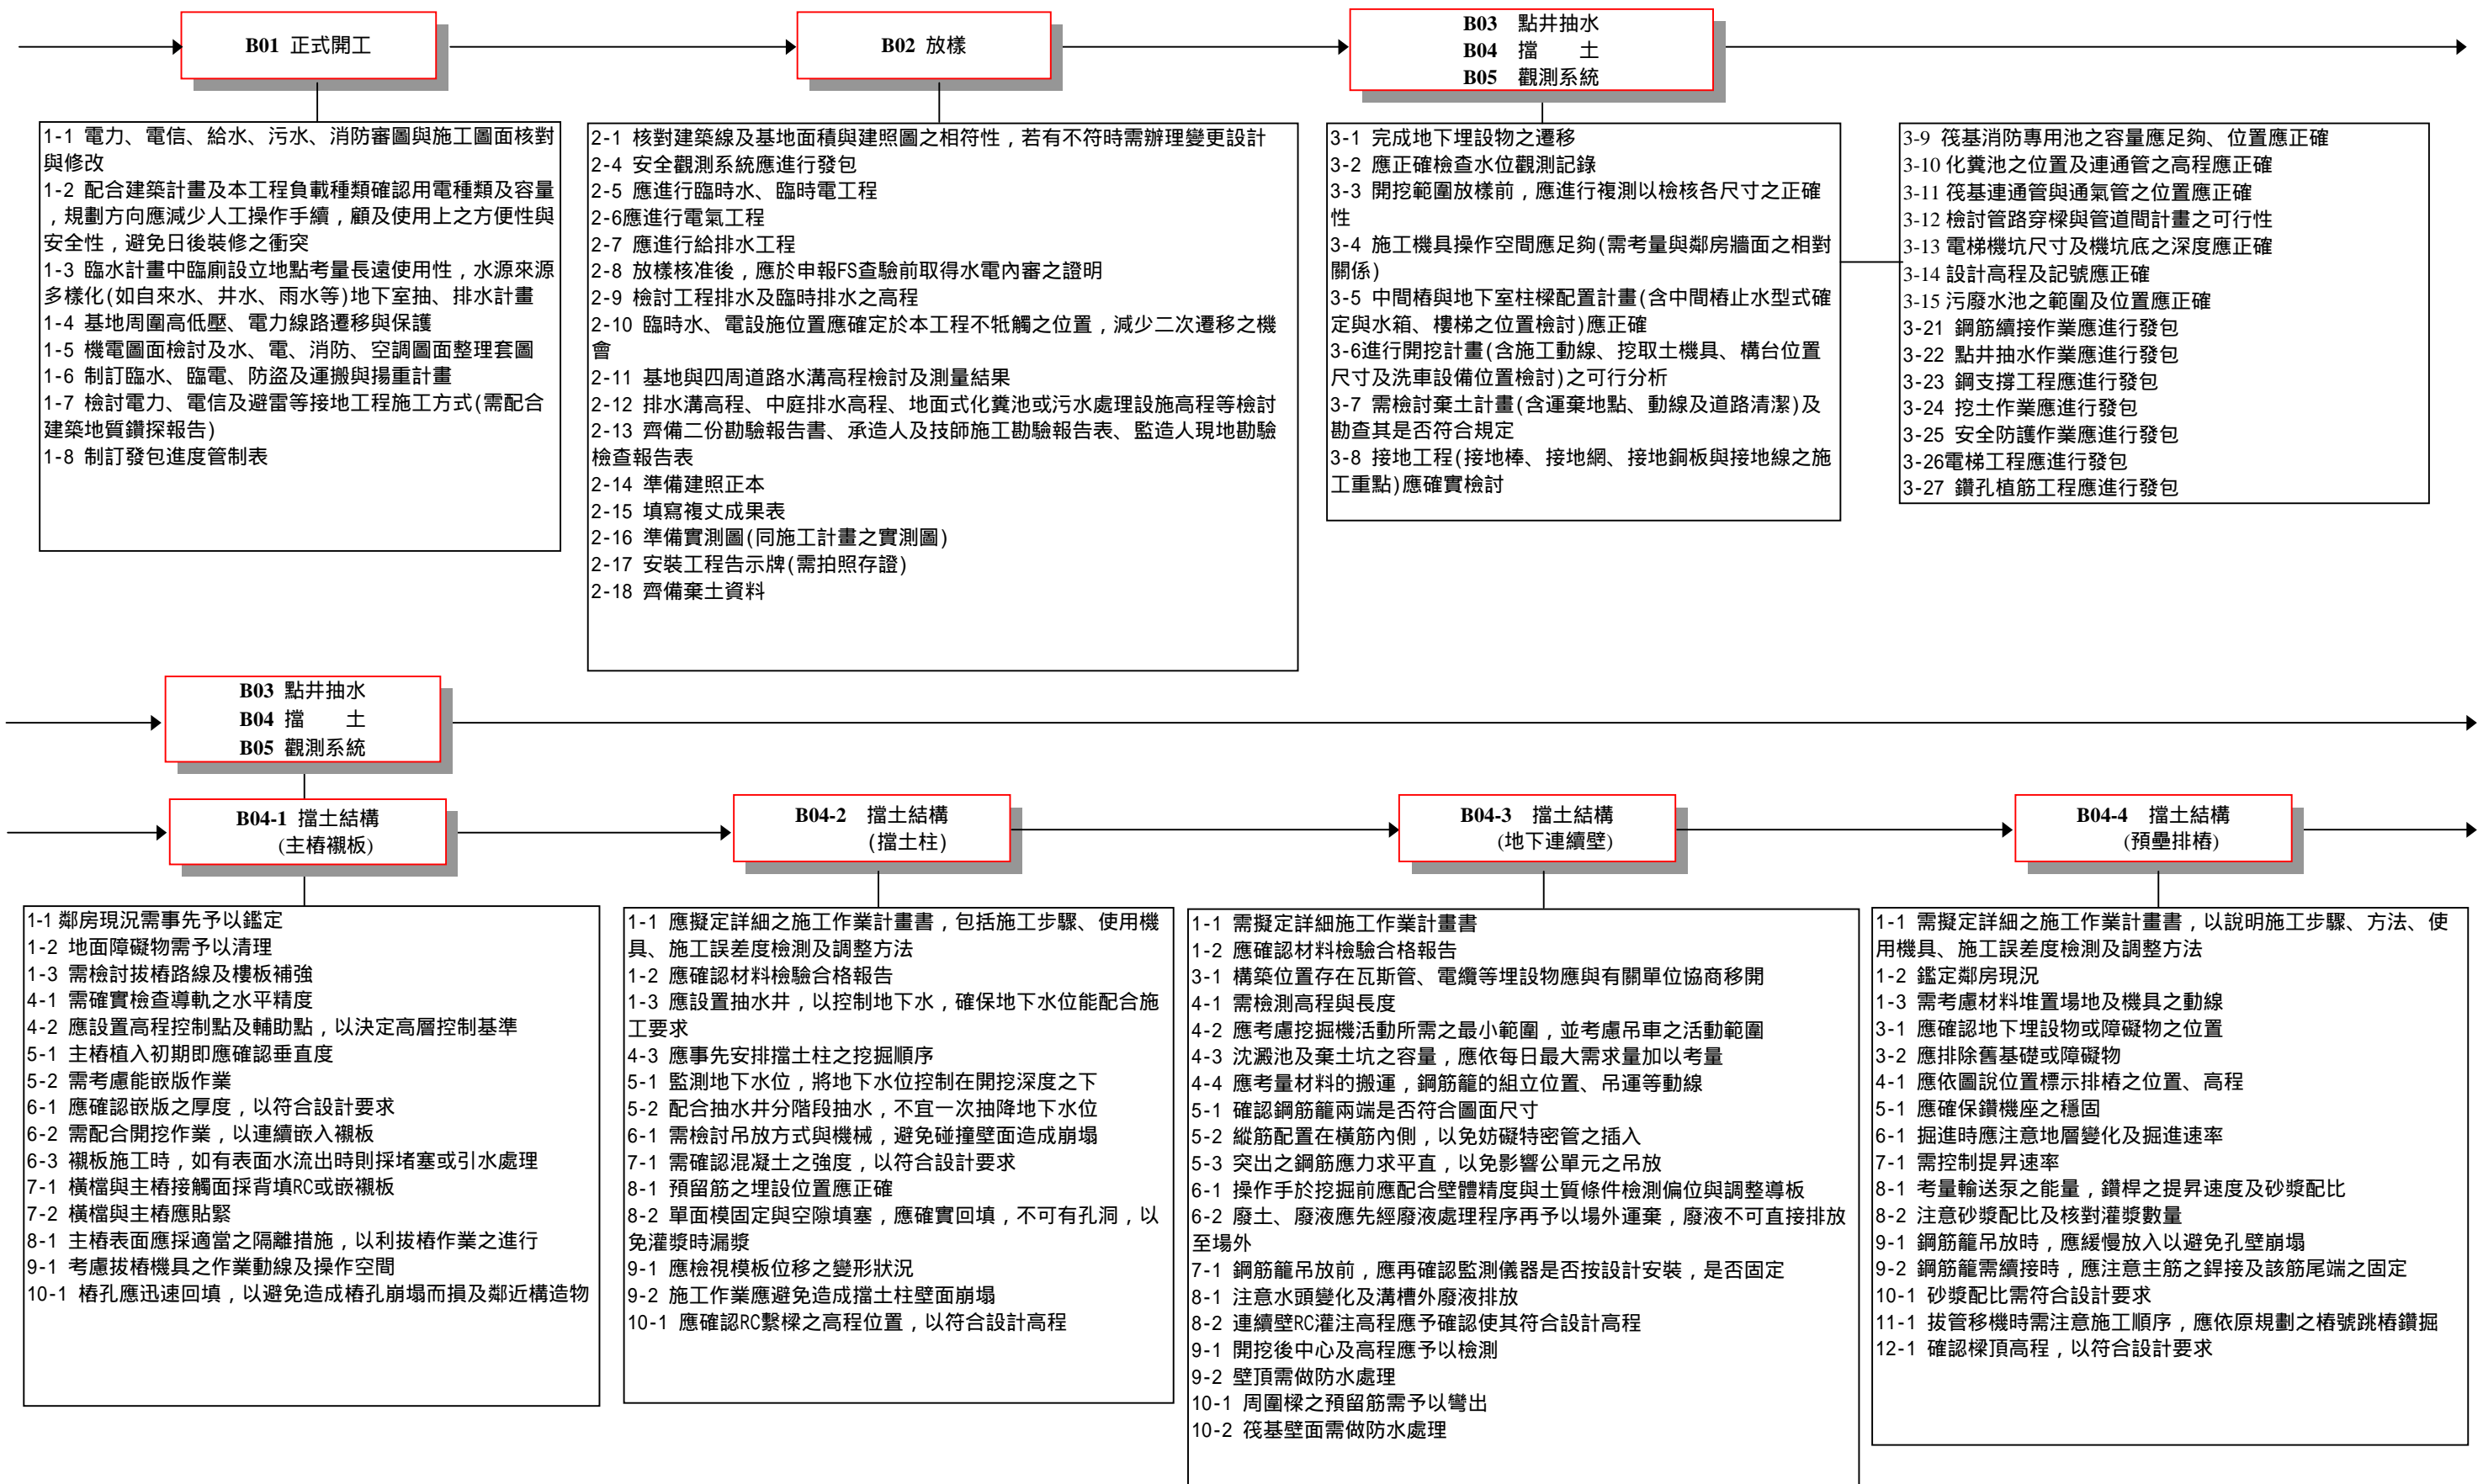 B01 正式開工
B02 放樣
B03 點井抽水
B04 擋 土
B05 觀測系統
1-1 電力、電信、給水、污水、消防審圖與施工圖面核對
與修改
1-2 配合建築計畫及本工程負載種類確認用電種類及容量
，規劃方向應減少人工操作手續，顧及使用上之方便性與
安全性，避免日後裝修之衝突
1-3 臨水計畫中臨廁設立地點考量長遠使用性，水源來源
多樣化(如自來水、井水、雨水等)地下室抽、排水計畫
1-4 基地周圍高低壓、電力線路遷移與保護
1-5 機電圖面檢討及水、電、消防、空調圖面整理套圖
1-6 制訂臨水、臨電、防盜及運搬與揚重計畫
1-7 檢討電力、電信及避雷等接地工程施工方式(需配合
建築地質鑽探報告)
1-8 制訂發包進度管制表
2-1 核對建築線及基地面積與建照圖之相符性，若有不符時需辦理變更設計
2-4 安全觀測系統應進行發包
2-5 應進行臨時水、臨時電工程
2-6應進行電氣工程
2-7 應進行給排水工程
2-8 放樣核准後，應於申報FS查驗前取得水電內審之證明
2-9 檢討工程排水及臨時排水之高程
2-10 臨時水、電設施位置應確定於本工程不牴觸之位置，減少二次遷移之機
會
2-11 基地與四周道路水溝高程檢討及測量結果
2-12 排水溝高程、中庭排水高程、地面式化糞池或污水處理設施高程等檢討
2-13 齊備二份勘驗報告書、承造人及技師施工勘驗報告表、監造人現地勘驗
檢查報告表
2-14 準備建照正本
2-15 填寫複丈成果表
2-16 準備實測圖(同施工計畫之實測圖)
2-17 安裝工程告示牌(需拍照存證)
2-18 齊備棄土資料
3-1 完成地下埋設物之遷移
3-2 應正確檢查水位觀測記錄
3-3 開挖範圍放樣前，應進行複測以檢核各尺寸之正確
性
3-4 施工機具操作空間應足夠(需考量與鄰房牆面之相對
關係)
3-5 中間樁與地下室柱樑配置計畫(含中間樁止水型式確
定與水箱、樓梯之位置檢討)應正確
3-6進行開挖計畫(含施工動線、挖取土機具、構台位置
尺寸及洗車設備位置檢討)之可行分析
3-7 需檢討棄土計畫(含運棄地點、動線及道路清潔)及
勘查其是否符合規定
3-8 接地工程(接地棒、接地網、接地銅板與接地線之施
工重點)應確實檢討
3-9 筏基消防專用池之容量應足夠、位置應正確
3-10 化糞池之位置及連通管之高程應正確
3-11 筏基連通管與通氣管之位置應正確
3-12 檢討管路穿樑與管道間計畫之可行性
3-13 電梯機坑尺寸及機坑底之深度應正確
3-14 設計高程及記號應正確
3-15 污廢水池之範圍及位置應正確
3-21 鋼筋續接作業應進行發包
3-22 點井抽水作業應進行發包
3-23 鋼支撐工程應進行發包
3-24 挖土作業應進行發包
3-25 安全防護作業應進行發包
3-26電梯工程應進行發包
3-27 鑽孔植筋工程應進行發包
B03 點井抽水
B04 擋 土
B05 觀測系統
B04-1 擋土結構
(主樁襯板)
B04-2 擋土結構
(擋土柱)
B04-3 擋土結構
(地下連續壁)
B04-4 擋土結構
(預壘排樁)
1-1 鄰房現況需事先予以鑑定
1-2 地面障礙物需予以清理
1-3 需檢討拔樁路線及樓板補強
4-1 需確實檢查導軌之水平精度
4-2 應設置高程控制點及輔助點，以決定高層控制基準
5-1 主樁植入初期即應確認垂直度
5-2 需考慮能嵌版作業
6-1 應確認嵌版之厚度，以符合設計要求
6-2 需配合開挖作業，以連續嵌入襯板
6-3 襯板施工時，如有表面水流出時則採堵塞或引水處理
7-1 橫檔與主樁接觸面採背填RC或嵌襯板
7-2 橫檔與主樁應貼緊
8-1 主樁表面應採適當之隔離措施，以利拔樁作業之進行
9-1 考慮拔樁機具之作業動線及操作空間
10-1 樁孔應迅速回填，以避免造成樁孔崩塌而損及鄰近構造物
1-1 應擬定詳細之施工作業計畫書，包括施工步驟、使用機
具、施工誤差度檢測及調整方法
1-2 應確認材料檢驗合格報告
1-3 應設置抽水井，以控制地下水，確保地下水位能配合施
工要求
4-3 應事先安排擋土柱之挖掘順序
5-1 監測地下水位，將地下水位控制在開挖深度之下
5-2 配合抽水井分階段抽水，不宜一次抽降地下水位
6-1 需檢討吊放方式與機械，避免碰撞壁面造成崩塌
7-1 需確認混凝土之強度，以符合設計要求
8-1 預留筋之埋設位置應正確
8-2 單面模固定與空隙填塞，應確實回填，不可有孔洞，以
免灌漿時漏漿
9-1 應檢視模板位移之變形狀況
9-2 施工作業應避免造成擋土柱壁面崩塌
10-1 應確認RC繫樑之高程位置，以符合設計高程
1-1 需擬定詳細施工作業計畫書
1-2 應確認材料檢驗合格報告
3-1 構築位置存在瓦斯管、電纜等埋設物應與有關單位協商移開
4-1 需檢測高程與長度
4-2 應考慮挖掘機活動所需之最小範圍，並考慮吊車之活動範圍
4-3 沈澱池及棄土坑之容量，應依每日最大需求量加以考量
4-4 應考量材料的搬運，鋼筋籠的組立位置、吊運等動線
5-1 確認鋼筋籠兩端是否符合圖面尺寸
5-2 縱筋配置在橫筋內側，以免妨礙特密管之插入
5-3 突出之鋼筋應力求平直，以免影響公單元之吊放
6-1 操作手於挖掘前應配合壁體精度與土質條件檢測偏位與調整導板
6-2 廢土、廢液應先經廢液處理程序再予以場外運棄，廢液不可直接排放
至場外
7-1 鋼筋籠吊放前，應再確認監測儀器是否按設計安裝，是否固定
8-1 注意水頭變化及溝槽外廢液排放
8-2 連續壁RC灌注高程應予確認使其符合設計高程
9-1 開挖後中心及高程應予以檢測
9-2 壁頂需做防水處理
10-1 周圍樑之預留筋需予以彎出
10-2 筏基壁面需做防水處理
1-1 需擬定詳細之施工作業計畫書，以說明施工步驟、方法、使
用機具、施工誤差度檢測及調整方法
1-2 鑑定鄰房現況
1-3 需考慮材料堆置場地及機具之動線
3-1 應確認地下埋設物或障礙物之位置
3-2 應排除舊基礎或障礙物
4-1 應依圖說位置標示排樁之位置、高程
5-1 應確保鑽機座之穩固
6-1 掘進時應注意地層變化及掘進速率
7-1 需控制提昇速率
8-1 考量輸送泵之能量，鑽桿之提昇速度及砂漿配比
8-2 注意砂漿配比及核對灌漿數量
9-1 鋼筋籠吊放時，應緩慢放入以避免孔壁崩塌
9-2 鋼筋籠需續接時，應注意主筋之銲接及該筋尾端之固定
10-1 砂漿配比需符合設計要求
11-1 拔管移機時需注意施工順序，應依原規劃之樁號跳樁鑽掘
12-1 確認樑頂高程，以符合設計要求